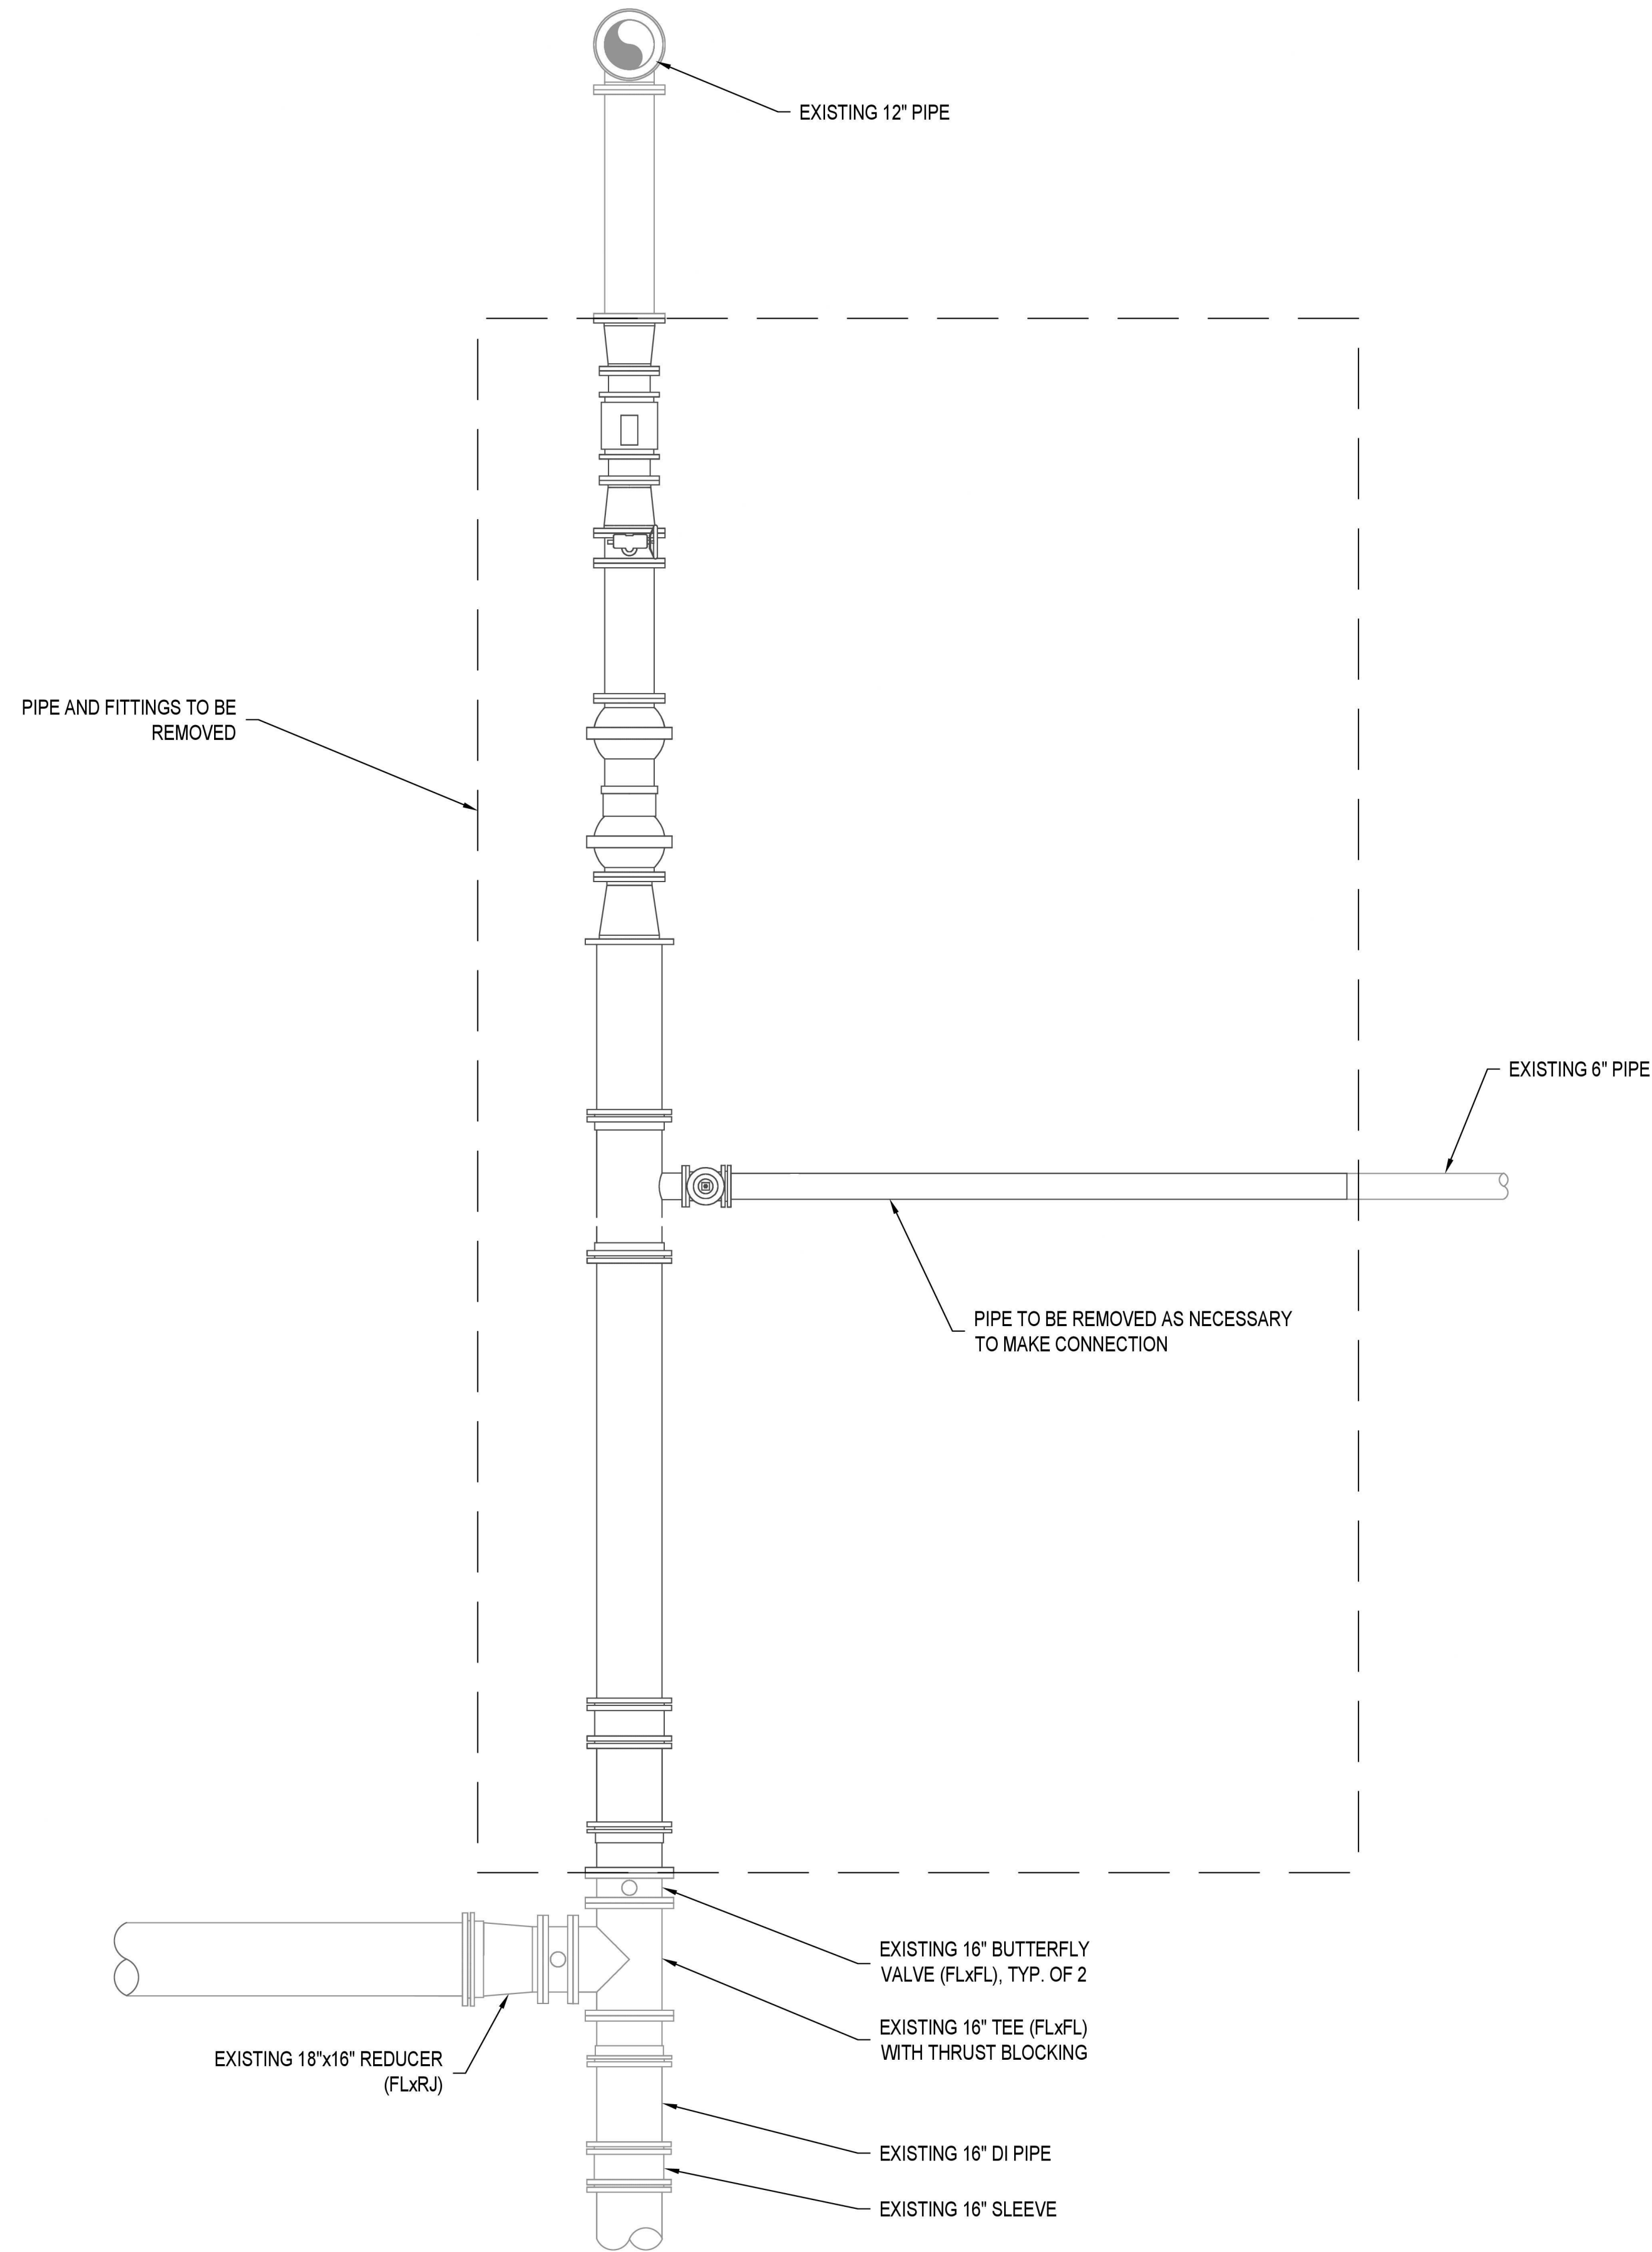 EXISTING 12" PIPE
PIPE AND FITTINGS TO BE
REMOVED
EXISTING 6" PIPE
PIPE TO BE REMOVED AS NECESSARY
TO MAKE CONNECTION
EXISTING 16" BUTTERFLY
VALVE (FLxFL), TYP. OF 2
EXISTING 16" TEE (FLxFL)
WITH THRUST BLOCKING
EXISTING 18"x16" REDUCER
(FLxRJ)
EXISTING 16" DI PIPE
EXISTING 16" SLEEVE